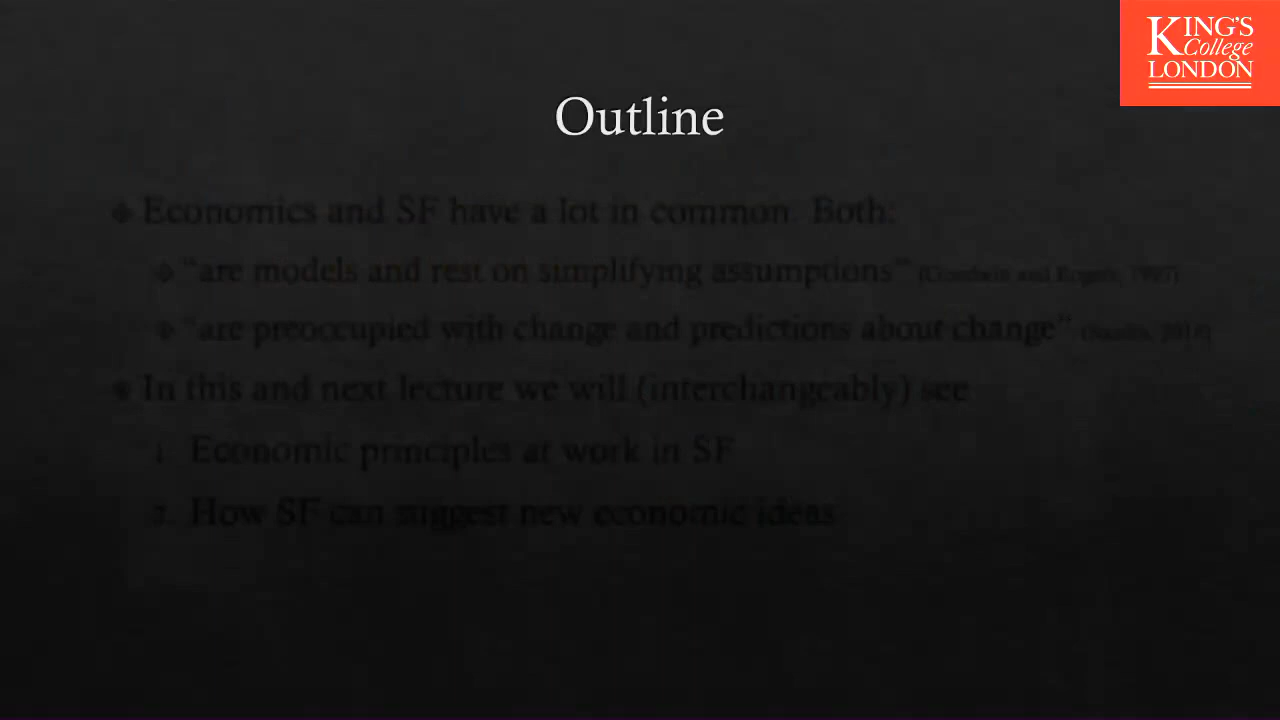 KING'S
College
LONDON
Outline
Economics and SF have a lot in common. Both:
"are models and rest on simplifying assumptions"
"are preoccupied with change and predictions about change"
In this and next lecture we will (interchangeably) see
1. Economic principles at work in SF
2. How SF can suggest new economic ideas